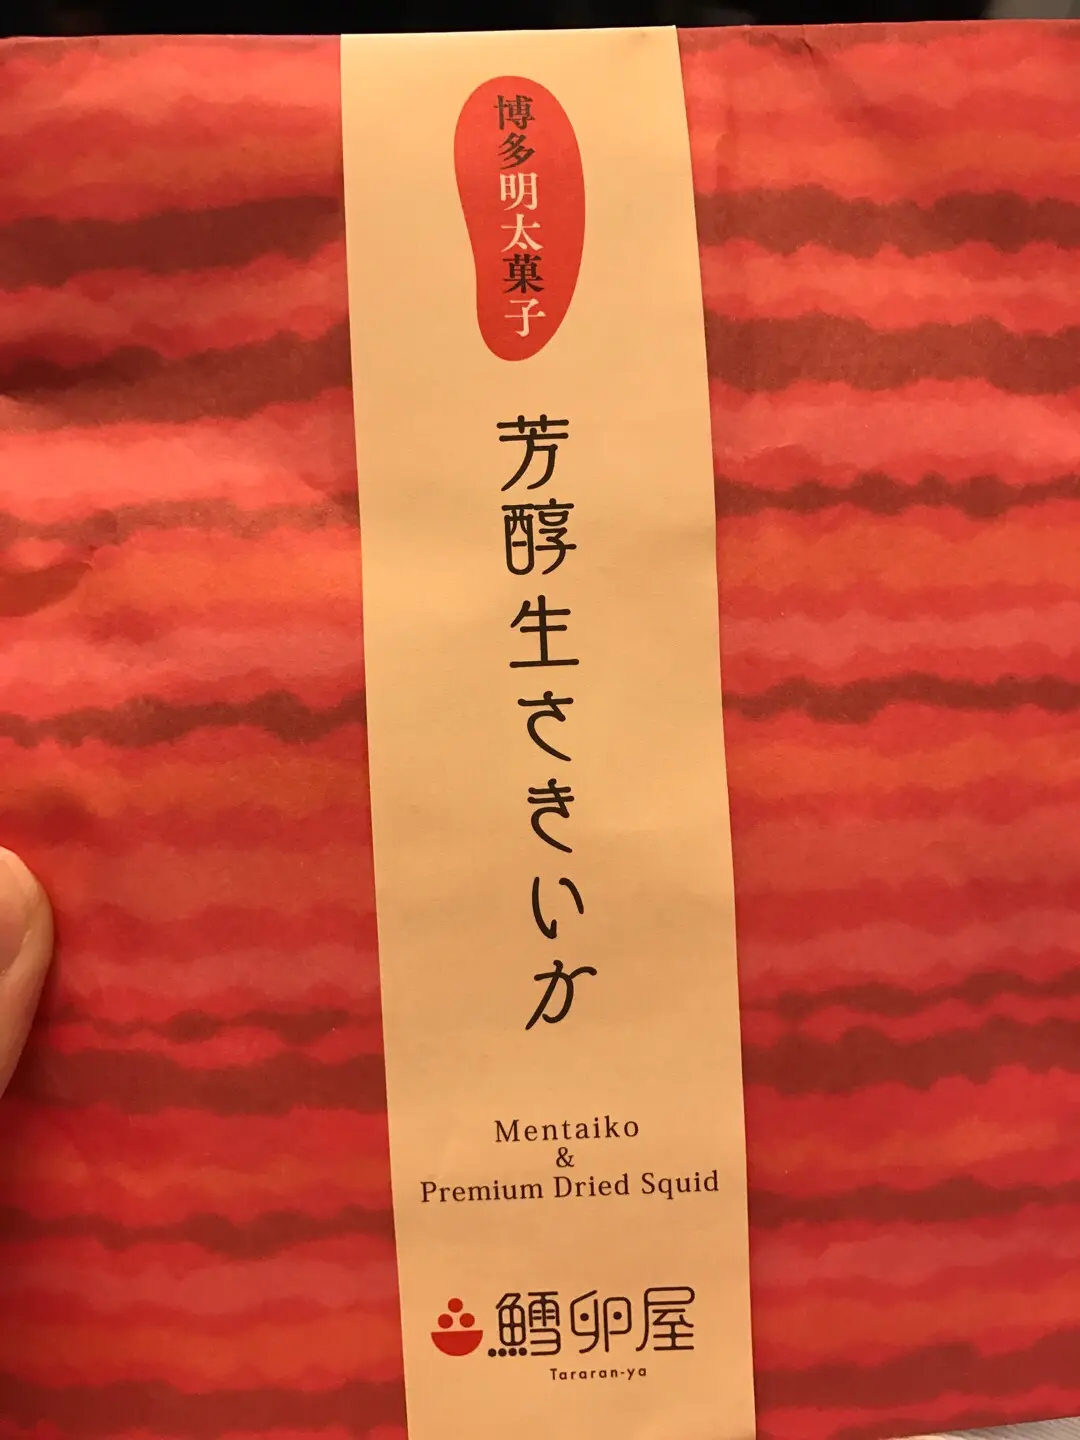 博多明太菓子
芳醇生さきいか
Mentaiko
&
Premium Dried Squid
鱈卵屋
Tararan-ya